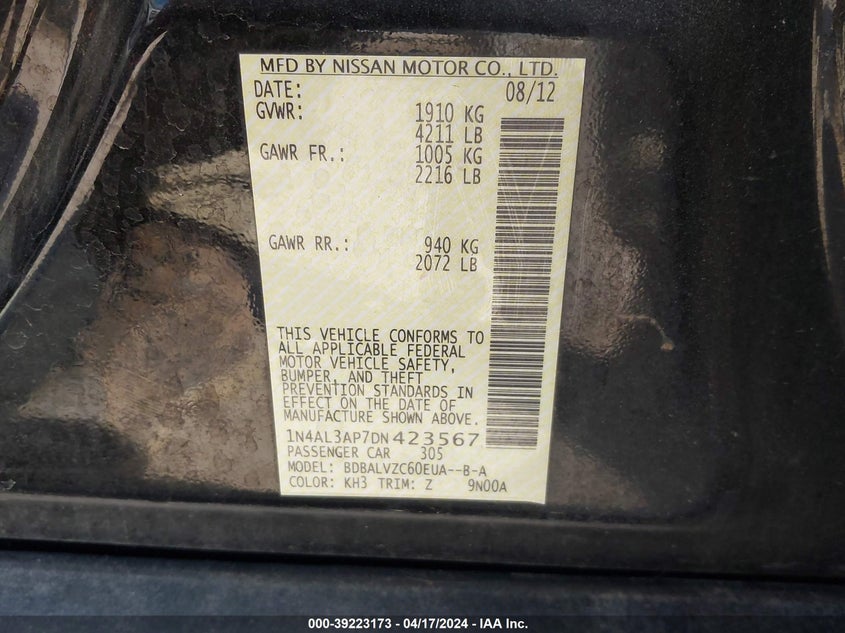 MFD BY NISSAN MOTOR CO., LTD.
DATE: 08/12
GVWR: 1910 KG
4211 LB
GAWR FR.: 1005 KG
2216 LB
GAWR RR.: 940 KG
2072 LB
THIS VEHICLE CONFORMS TO
ALL APPLICABLE FEDERAL
MOTOR VEHICLE SAFETY,
BUMPER, AND THEFT
PREVENTION STANDARDS IN
EFFECT ON THE DATE OF
MANUFACTURE SHOWN ABOVE.
1N4AL3AP7DN423567
PASSENGER CAR 305
MODEL: BDBALVZC60EUA--B-A
COLOR: KH3 TRIM: Z 9N00A
000-39223173 - 04/17/2024 - IAA Inc.